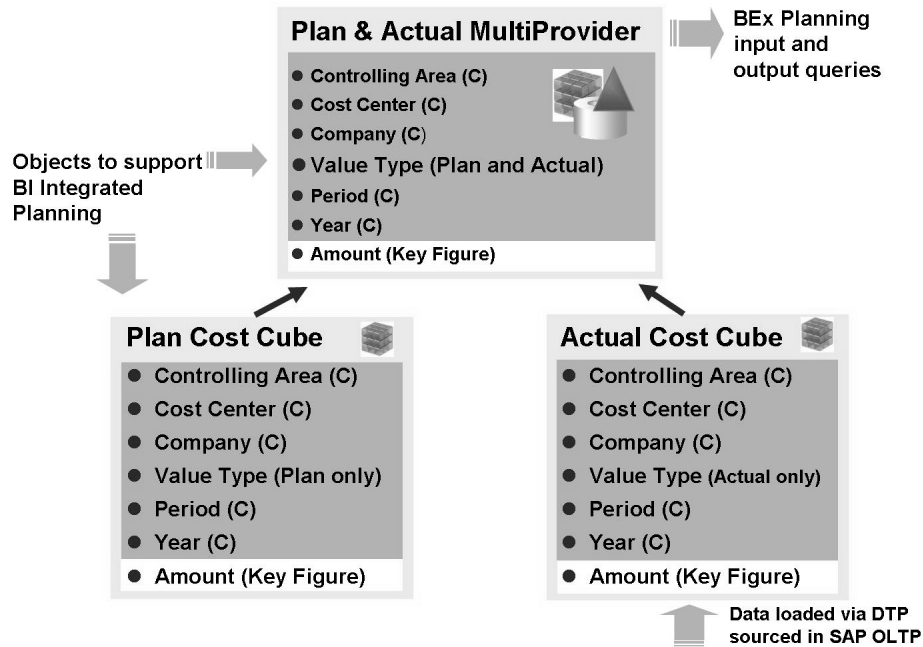 Plan & Actual MultiProvider
● Controlling Area (C)
● Cost Center (C)
● Company (C)
● Value Type (Plan and Actual)
● Period (C)
● Year (C)
● Amount (Key Figure)
BEx Planning
input and
output queries
Objects to support
BI Integrated
Planning
Plan Cost Cube
● Controlling Area (C)
● Cost Center (C)
● Company (C)
● Value Type (Plan only)
● Period (C)
● Year (C)
● Amount (Key Figure)
Actual Cost Cube
● Controlling Area (C)
● Cost Center (C)
● Company (C)
● Value Type (Actual only)
● Period (C)
● Year (C)
● Amount (Key Figure)
Data loaded via DTP
sourced in SAP OLTP